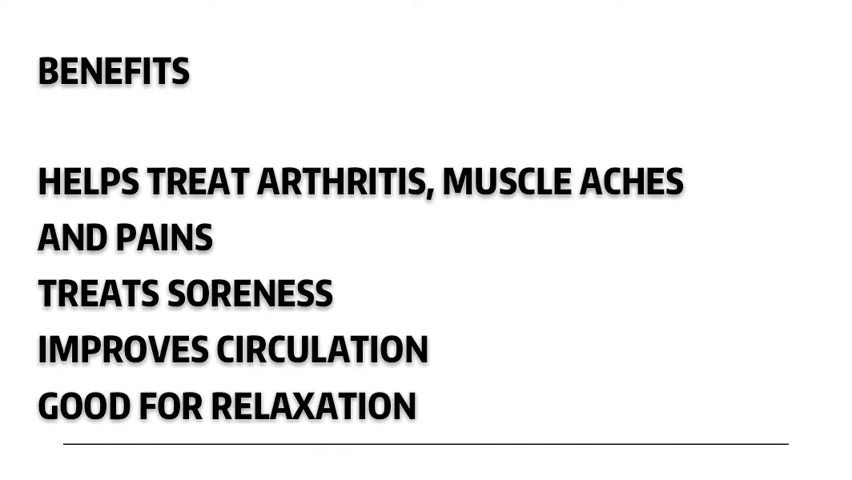 BENEFITS
HELPS TREAT ARTHRITIS, MUSCLE ACHES
AND PAINS
TREATS SORENESS
IMPROVES CIRCULATION
GOOD FOR RELAXATION